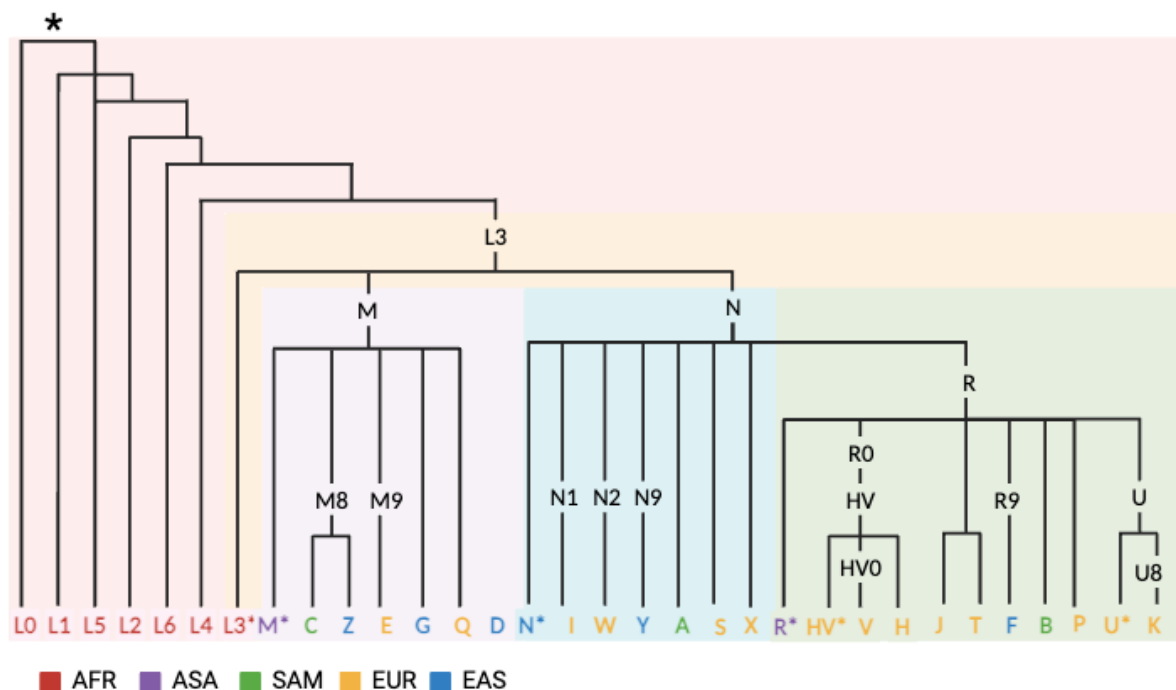 *
L3
M N
R
R0
M8 M9 N1 N2 N9 HV R9 U
HV0 U8
L0 L1 L5 L2 L6 L4 L3* M* C Z E G Q D N* I W Y A S X R* HV* V H J T F B P U* K
AFR ASA SAM EUR EAS